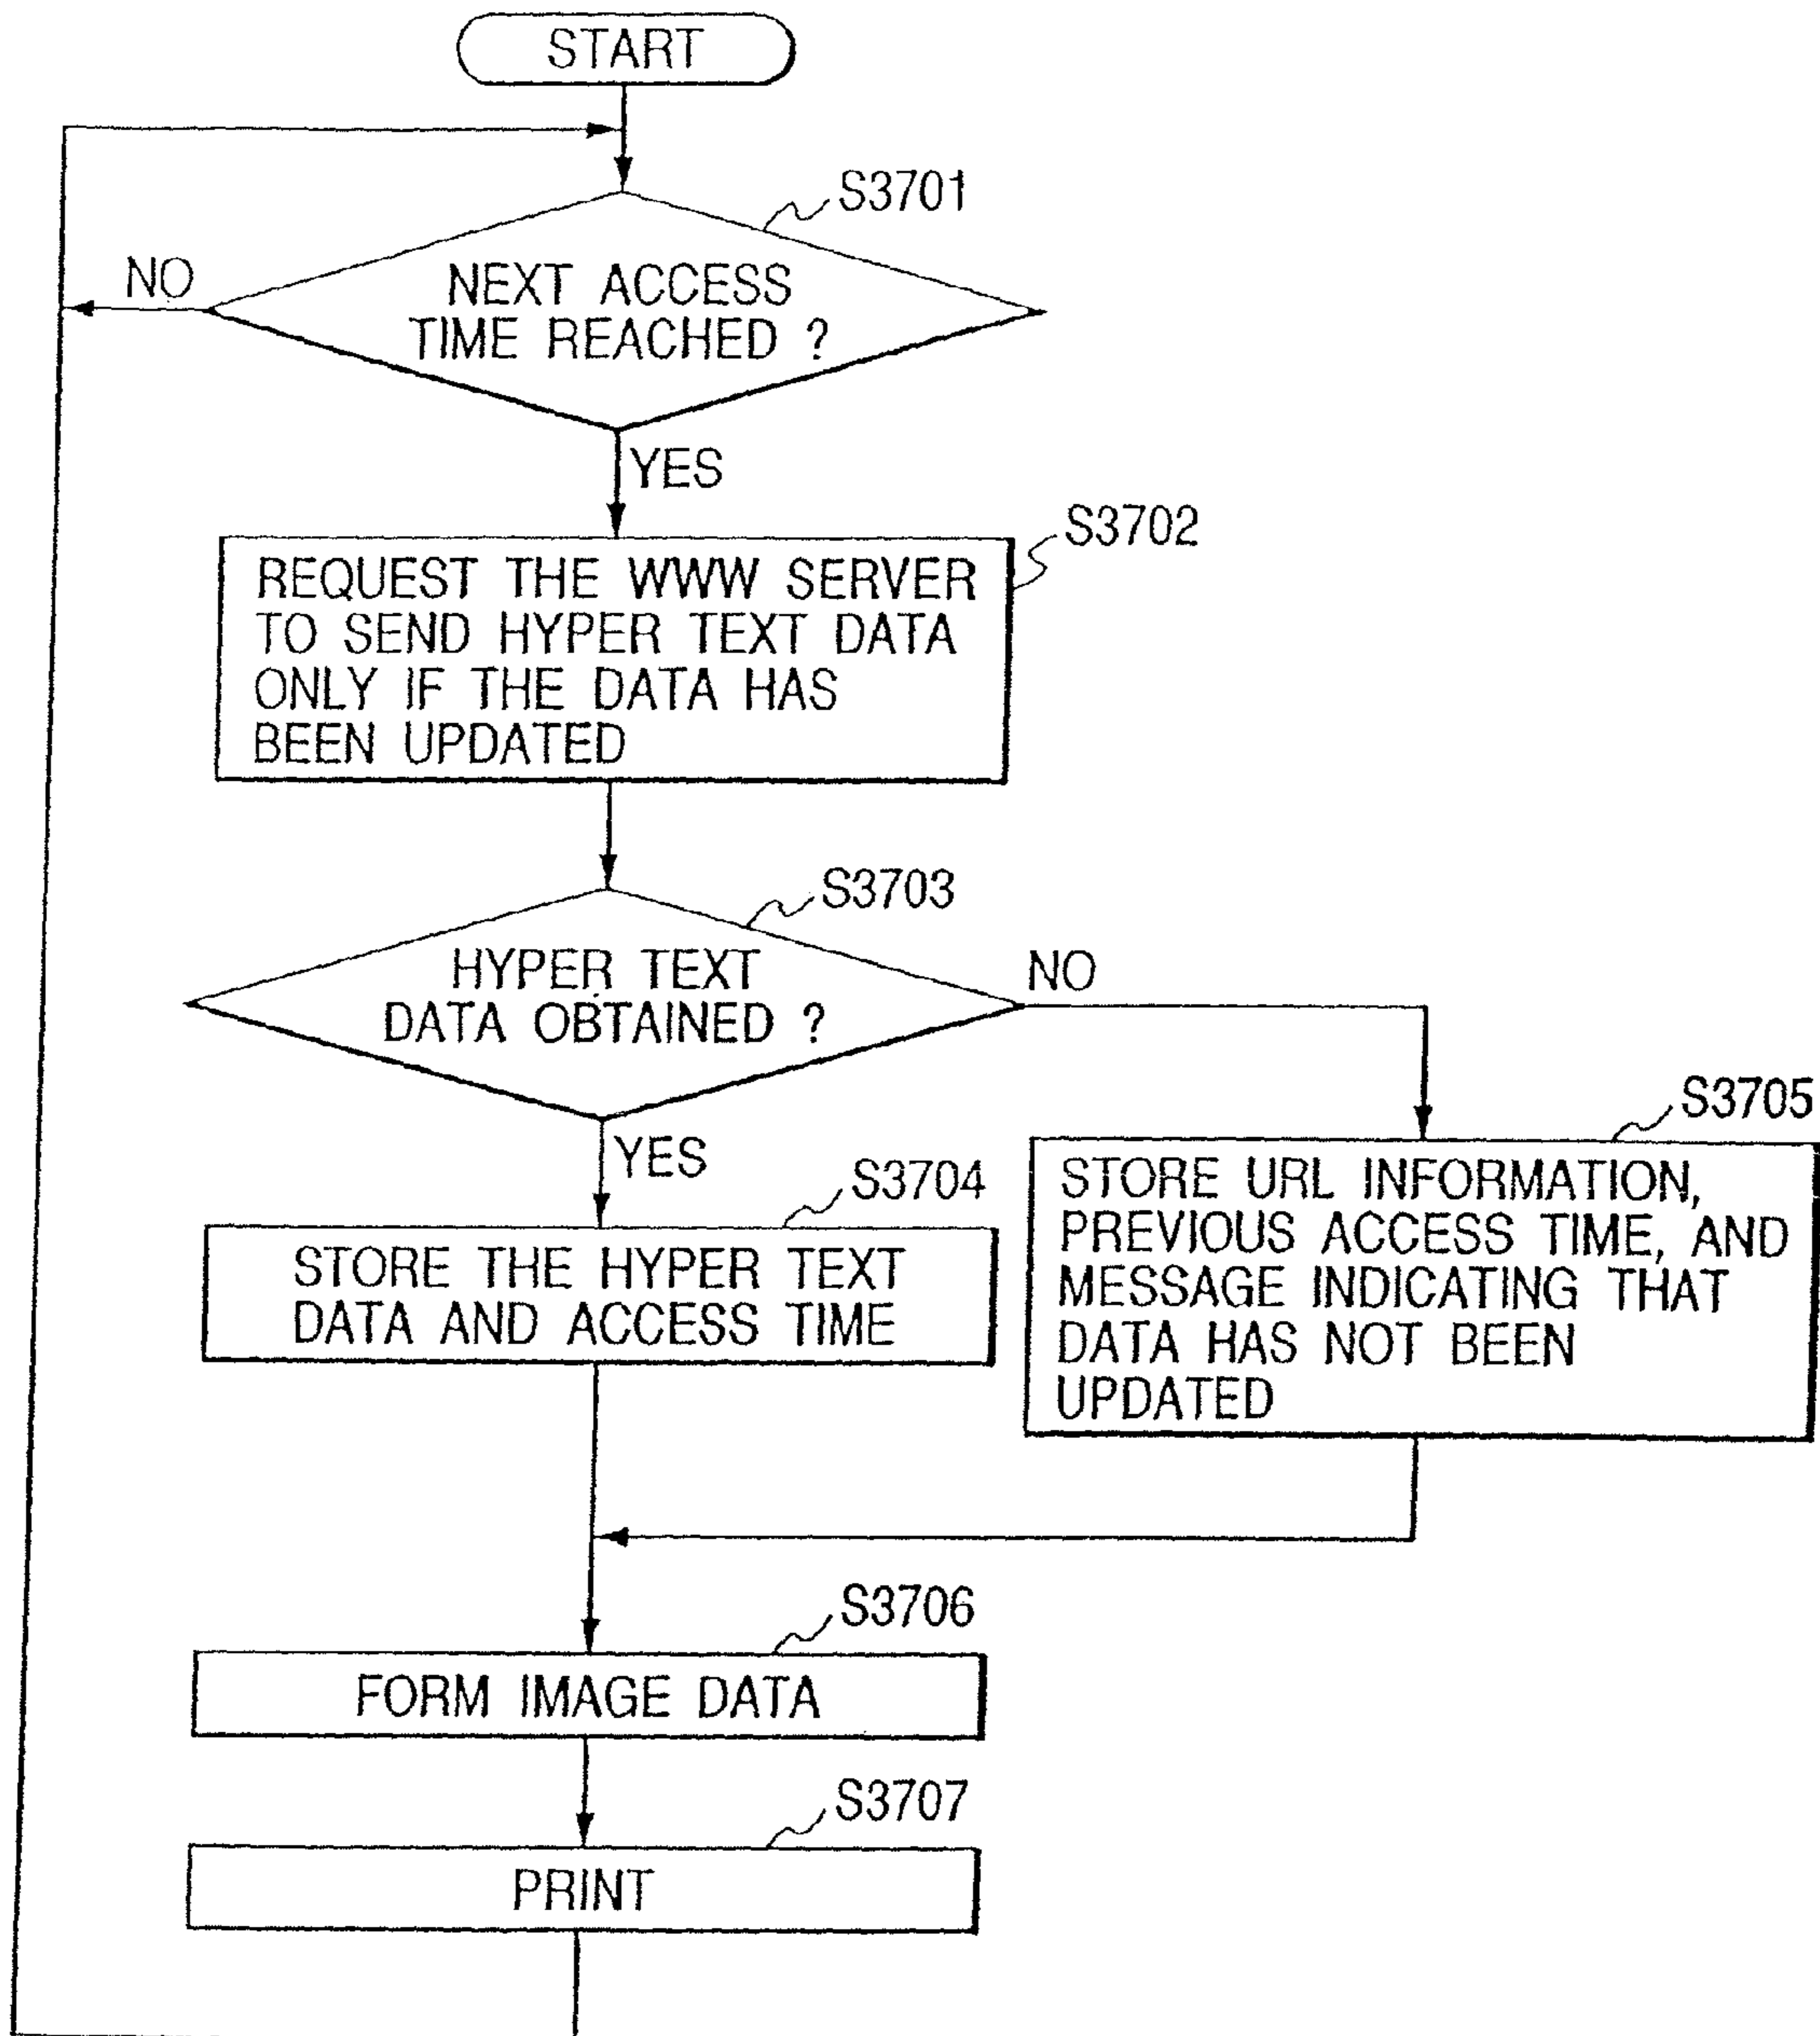 START
S3701
NO
NEXT ACCESS
TIME REACHED ?
YES
S3702
REQUEST THE WWW SERVER
TO SEND HYPER TEXT DATA
ONLY IF THE DATA HAS
BEEN UPDATED
S3703
HYPER TEXT
DATA OBTAINED ?
NO
YES
S3704
STORE THE HYPER TEXT
DATA AND ACCESS TIME
S3705
STORE URL INFORMATION,
PREVIOUS ACCESS TIME, AND
MESSAGE INDICATING THAT
DATA HAS NOT BEEN
UPDATED
S3706
FORM IMAGE DATA
S3707
PRINT